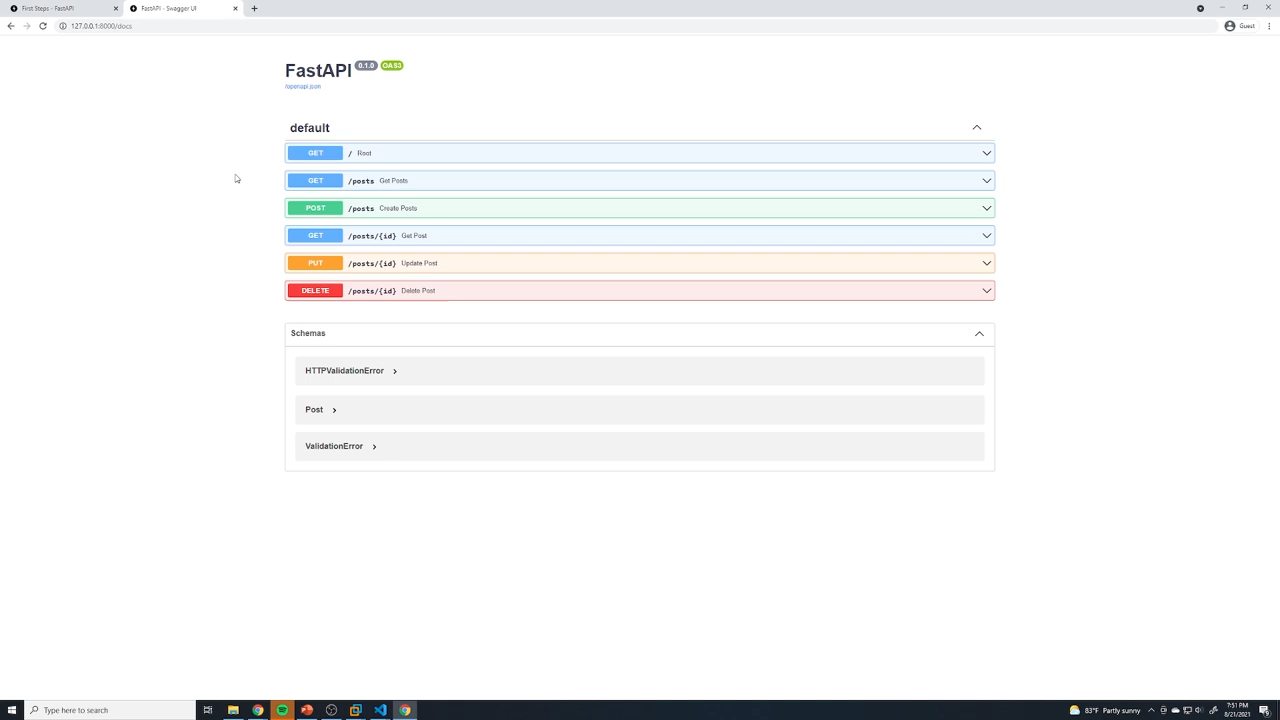 First Steps - FastAPI
FastAPI - Swagger UI
127.0.0.1:8000/docs
Guest
FastAPI 0.1.0 OAS3
/openapi.json
default
GET / Root
GET /posts Get Posts
POST /posts Create Posts
GET /posts/{id} Get Post
PUT /posts/{id} Update Post
DELETE /posts/{id} Delete Post
Schemas
HTTPValidationError
Post
ValidationError
Type here to search
83°F Partly sunny
7:51 PM
8/21/2021